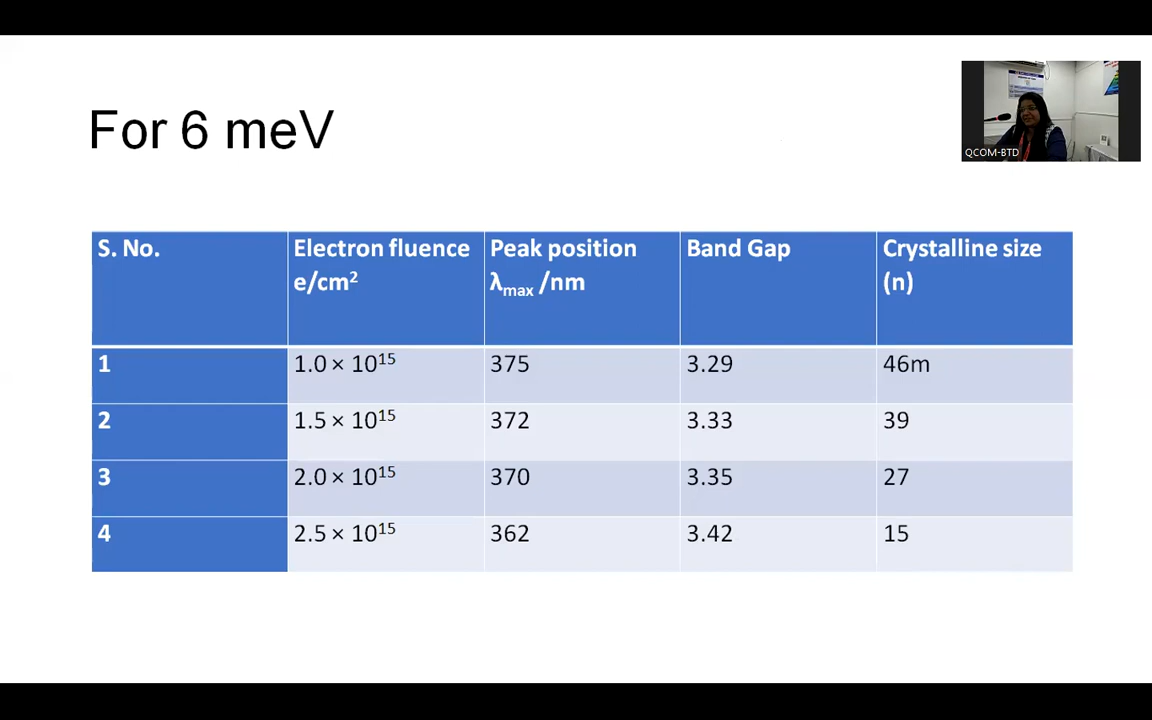 For 6 meV
QCOM-BTD
S. No. Electron fluence e/cm² Peak position λmax /nm Band Gap Crystalline size (n)
1 1.0 × 10¹⁵ 375 3.29 46m
2 1.5 × 10¹⁵ 372 3.33 39
3 2.0 × 10¹⁵ 370 3.35 27
4 2.5 × 10¹⁵ 362 3.42 15